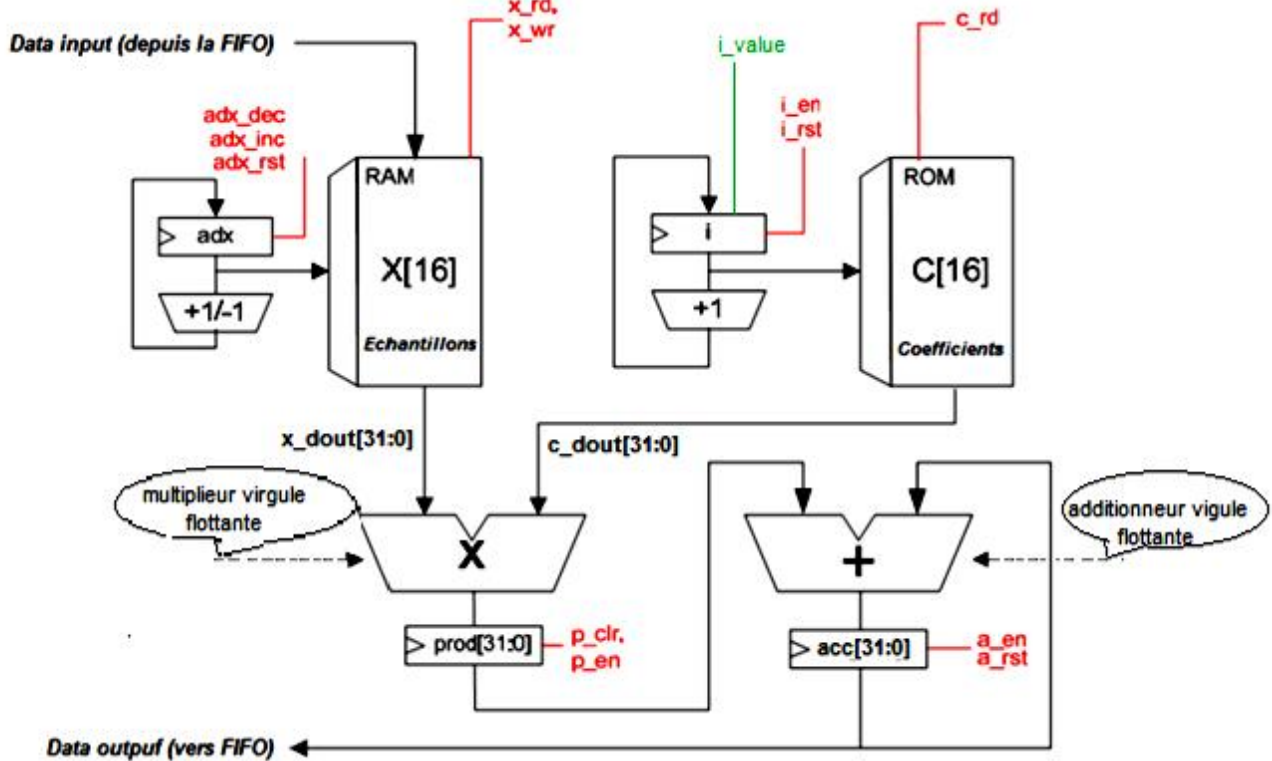 x_rd,
x_wr
c_rd
Data input (depuis la FIFO)
i_value
adx_dec
adx_inc
adx_rst
i_en
i_rst
RAM
ROM
adx
i
X[16]
C[16]
+1/-1
+1
Echantillons
Coefficients
x_dout[31:0]
c_dout[31:0]
multiplieur virgule
flottante
additionneur vigule
flottante
X
+
prod[31:0]
p_clr,
p_en
acc[31:0]
a_en
a_rst
Data outpuf (vers FIFO)